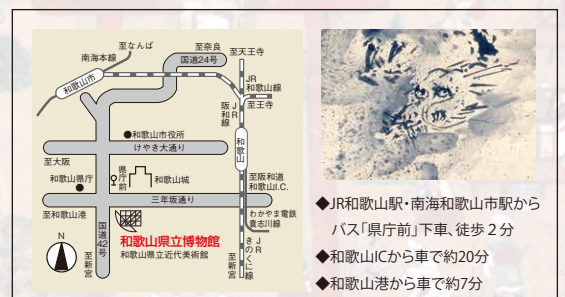 至なんば
南海本線
至奈良
国道24号
至天王寺
和歌山市
JR
和歌山線
至王寺
JR
阪和線
●和歌山市役所
けやき大通り
和歌山
至大阪
和歌山県庁
県庁前
和歌山城
至阪和道
和歌山I.C.
三年坂通り
至和歌山港
わかやま電鉄
貴志川線
N
国道42号
和歌山県立博物館
和歌山県立近代美術館
至新宮
至新宮
JR
きのくに線
◆JR和歌山駅・南海和歌山市駅から
バス「県庁前」下車、徒歩2分
◆和歌山ICから車で約20分
◆和歌山港から車で約7分